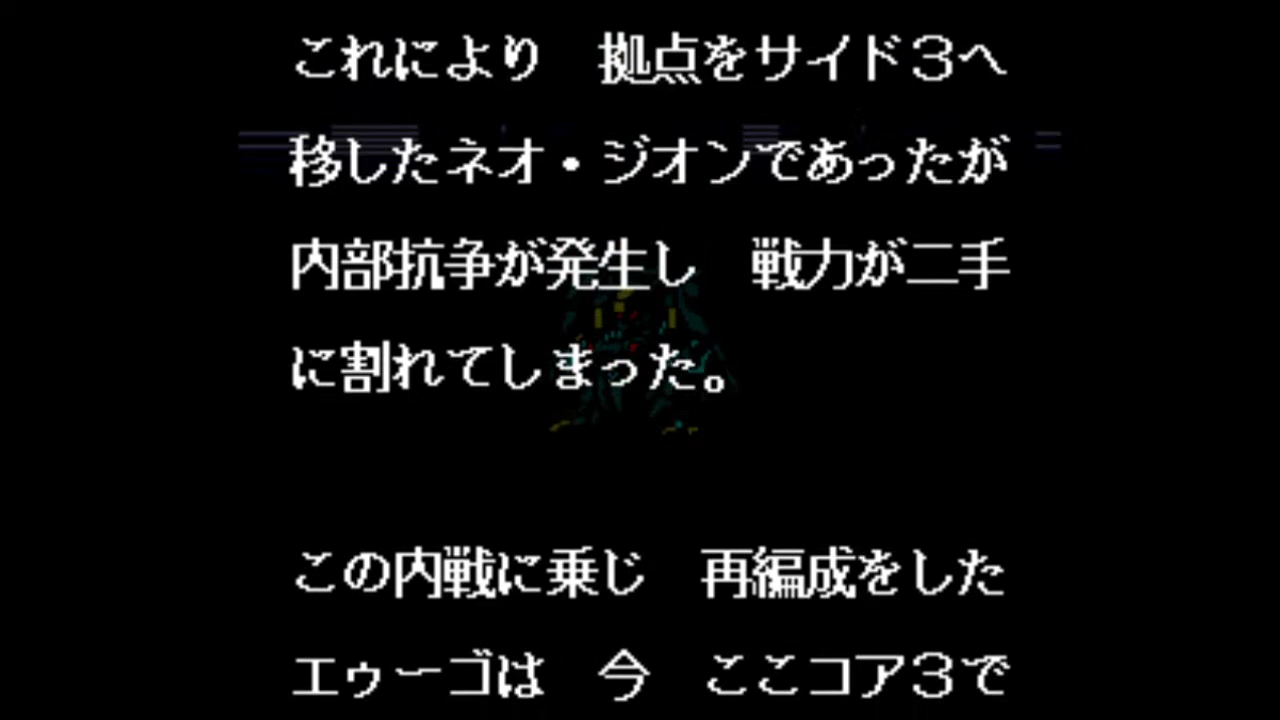 これにより　拠点をサイド３へ
移したネオ・ジオンであったが
内部抗争が発生し　戦力が二手
に割れてしまった。
この内戦に乗じ　再編成をした
エゥーゴは　今　ここコア３で